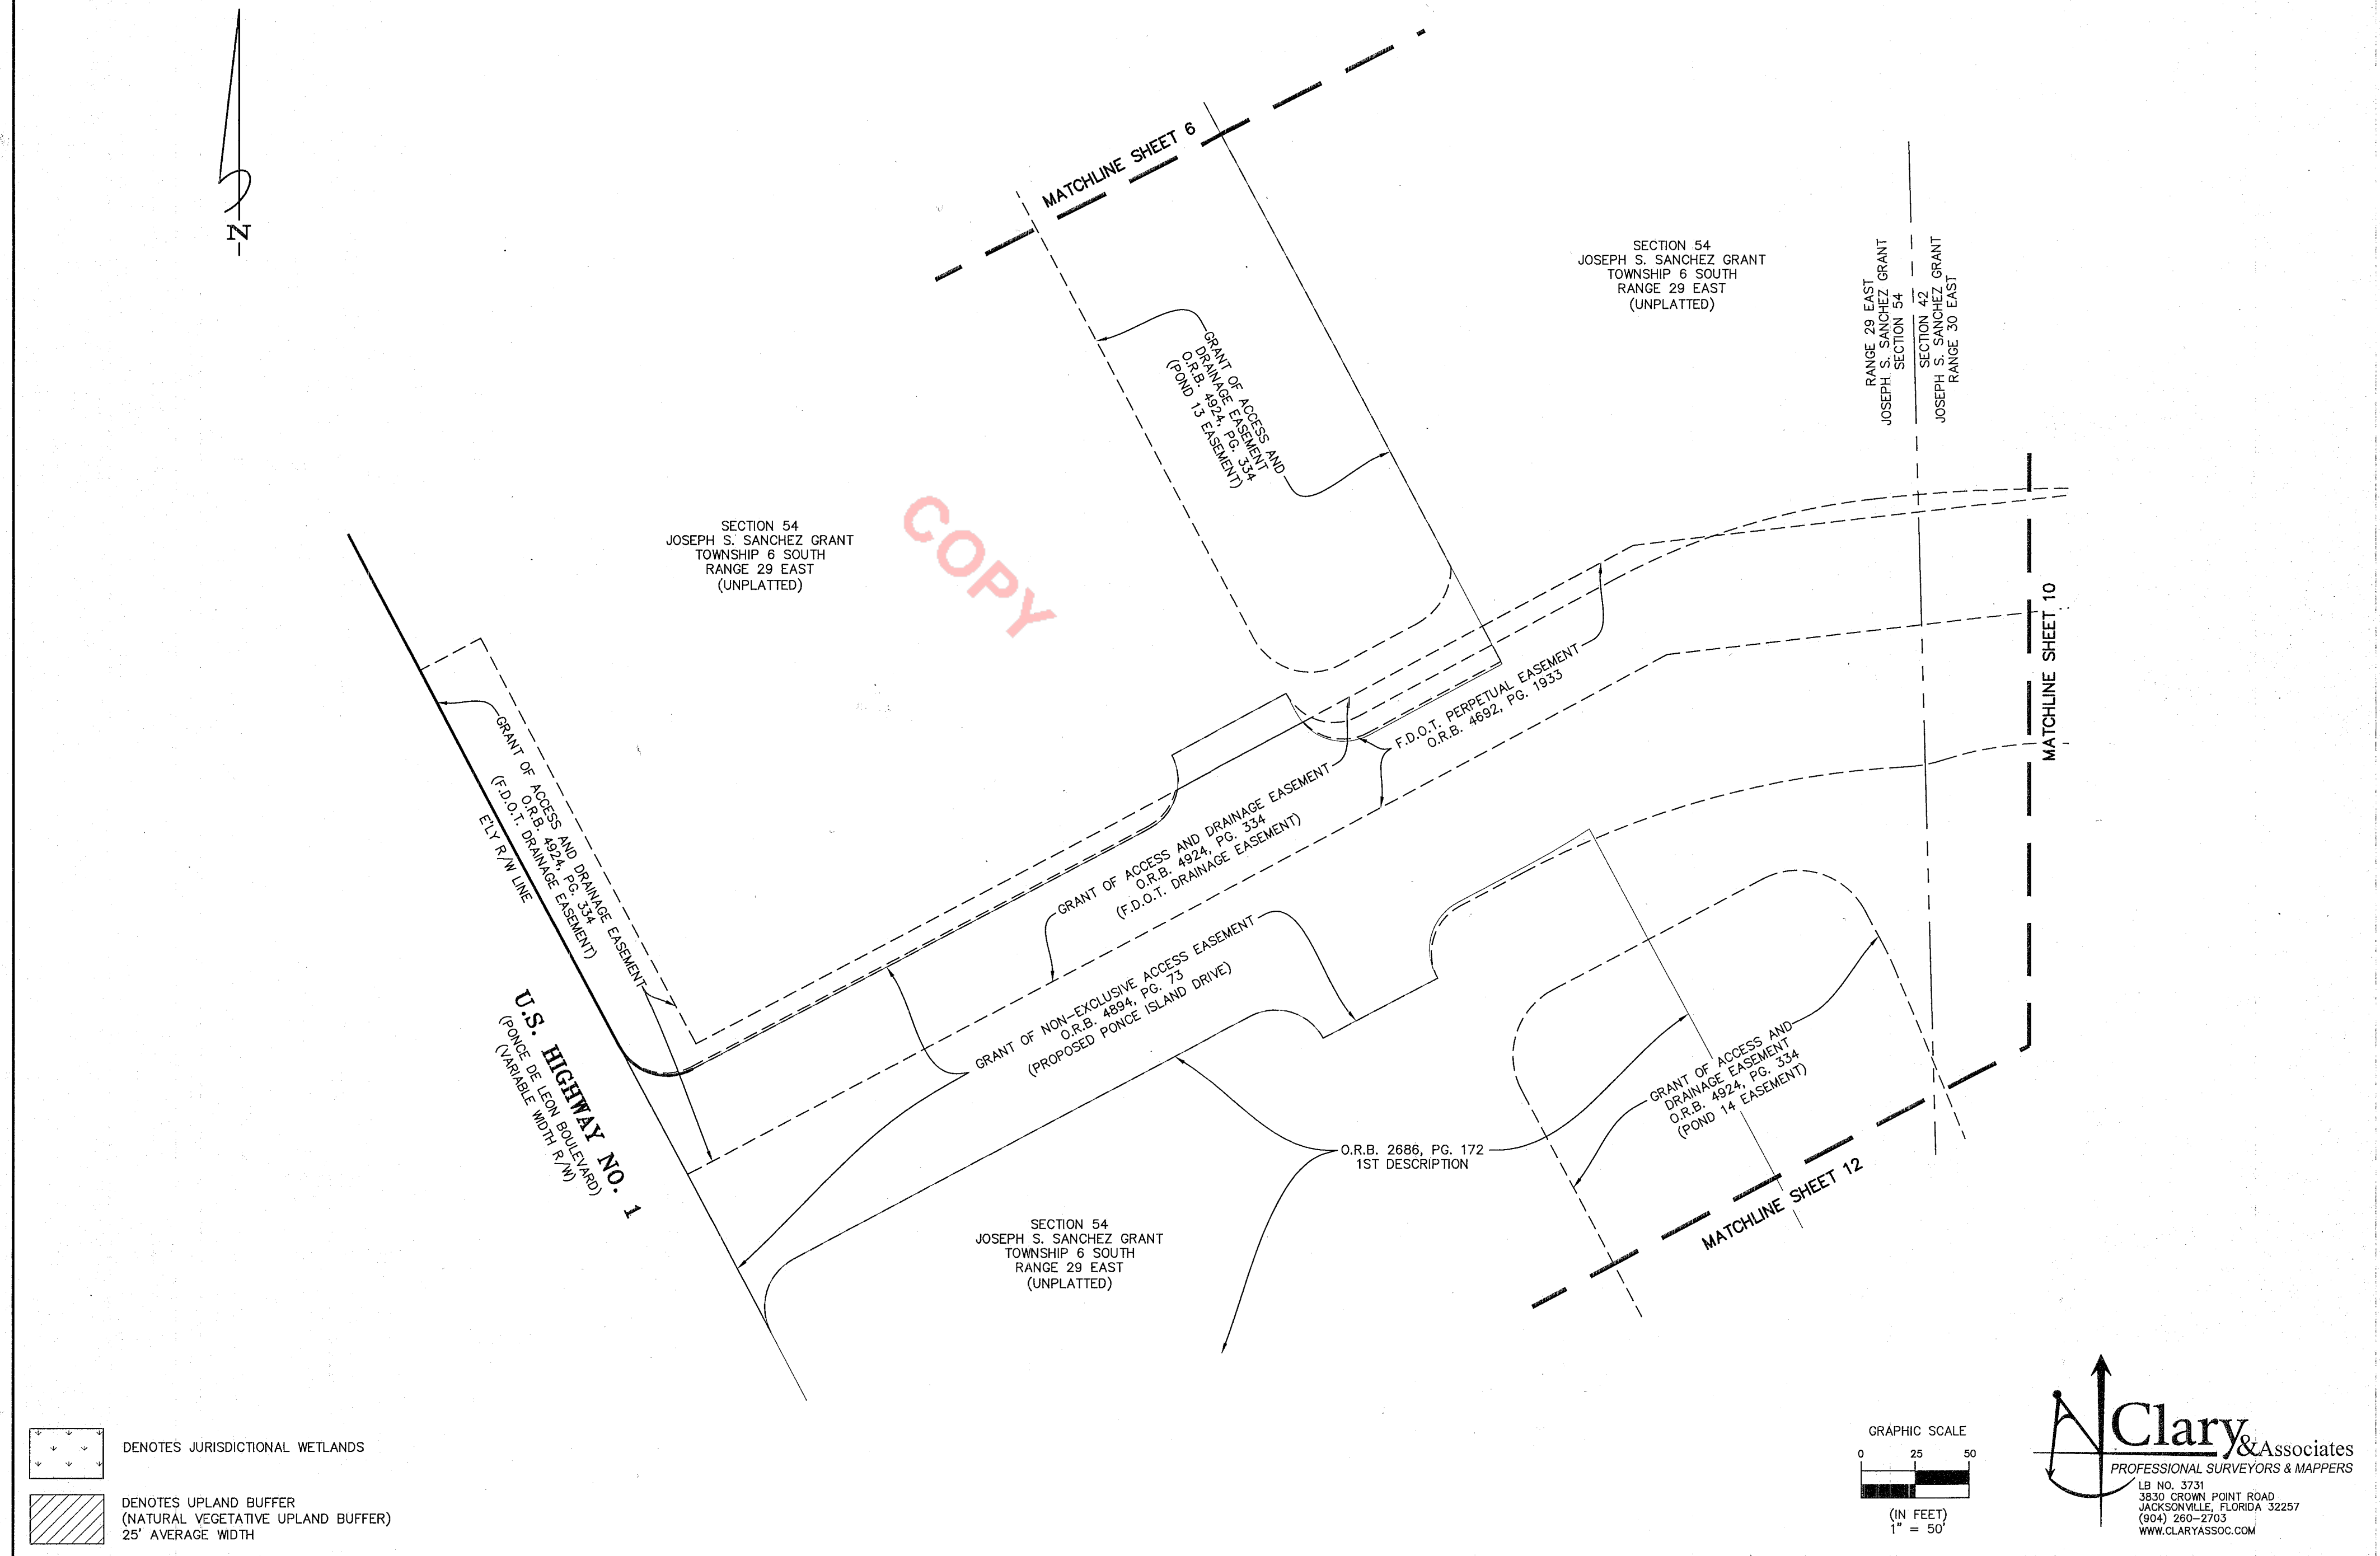 N
MATCHLINE SHEET 6
SECTION 54
JOSEPH S. SANCHEZ GRANT
TOWNSHIP 6 SOUTH
RANGE 29 EAST
(UNPLATTED)
RANGE 29 EAST
JOSEPH S. SANCHEZ GRANT
SECTION 54
SECTION 42
JOSEPH S. SANCHEZ GRANT
RANGE 30 EAST
GRANT OF ACCESS AND
DRAINAGE EASEMENT
O.R.B. 4924, PG. 334
(POND 13 EASEMENT)
SECTION 54
JOSEPH S. SANCHEZ GRANT
TOWNSHIP 6 SOUTH
RANGE 29 EAST
(UNPLATTED)
COPY
MATCHLINE SHEET 10
F.D.O.T. PERPETUAL EASEMENT
O.R.B. 4692, PG. 1933
GRANT OF ACCESS AND DRAINAGE EASEMENT
O.R.B. 4924, PG. 334
(F.D.O.T. DRAINAGE EASEMENT)
E'LY R/W LINE
GRANT OF ACCESS AND DRAINAGE EASEMENT
O.R.B. 4924, PG. 334
(F.D.O.T. DRAINAGE EASEMENT)
GRANT OF NON-EXCLUSIVE ACCESS EASEMENT
O.R.B. 4894, PG. 73
(PROPOSED PONCE ISLAND DRIVE)
U.S. HIGHWAY NO. 1
(PONCE DE LEON BOULEVARD)
(VARIABLE WIDTH R/W)
GRANT OF ACCESS AND
DRAINAGE EASEMENT
O.R.B. 4924, PG. 334
(POND 14 EASEMENT)
O.R.B. 2686, PG. 172
1ST DESCRIPTION
MATCHLINE SHEET 12
SECTION 54
JOSEPH S. SANCHEZ GRANT
TOWNSHIP 6 SOUTH
RANGE 29 EAST
(UNPLATTED)
DENOTES JURISDICTIONAL WETLANDS
DENOTES UPLAND BUFFER
(NATURAL VEGETATIVE UPLAND BUFFER)
25' AVERAGE WIDTH
GRAPHIC SCALE
0 25 50
(IN FEET)
1" = 50'
Clary & Associates
PROFESSIONAL SURVEYORS & MAPPERS
LB NO. 3731
3830 CROWN POINT ROAD
JACKSONVILLE, FLORIDA 32257
(904) 260-2703
WWW.CLARYASSOC.COM